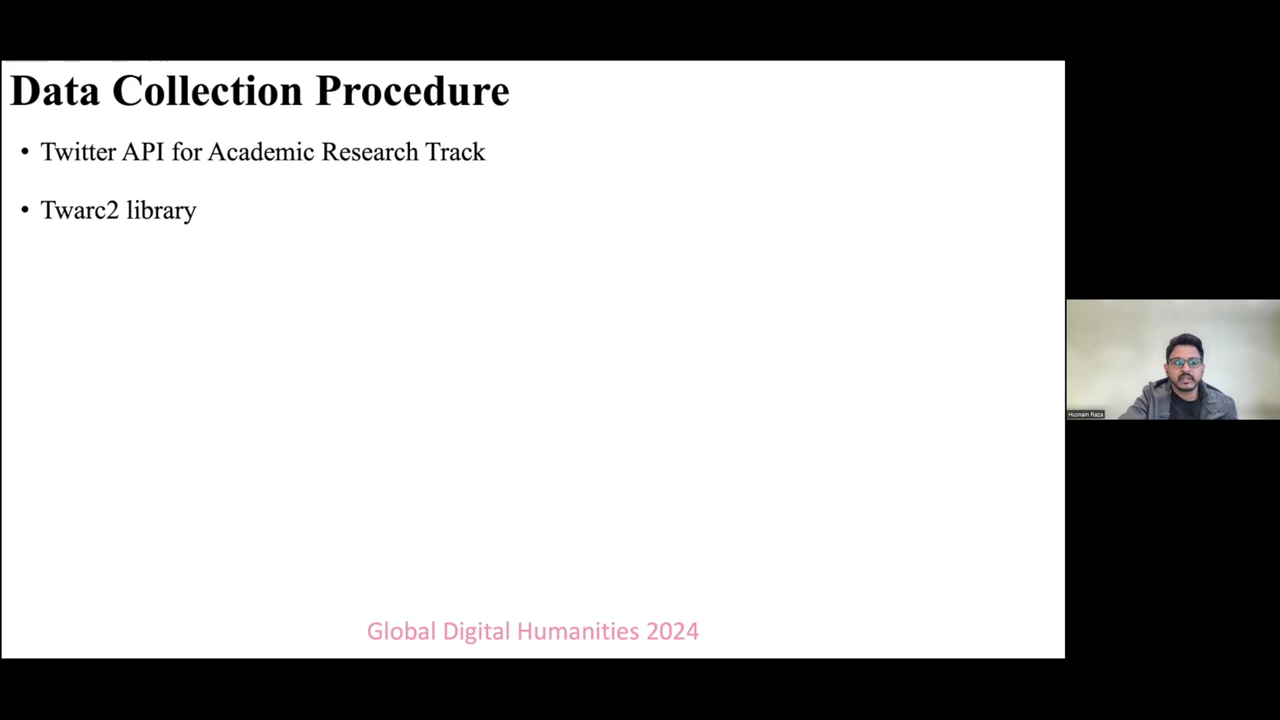 Data Collection Procedure
• Twitter API for Academic Research Track
• Twarc2 library
Husnain Raza
Global Digital Humanities 2024